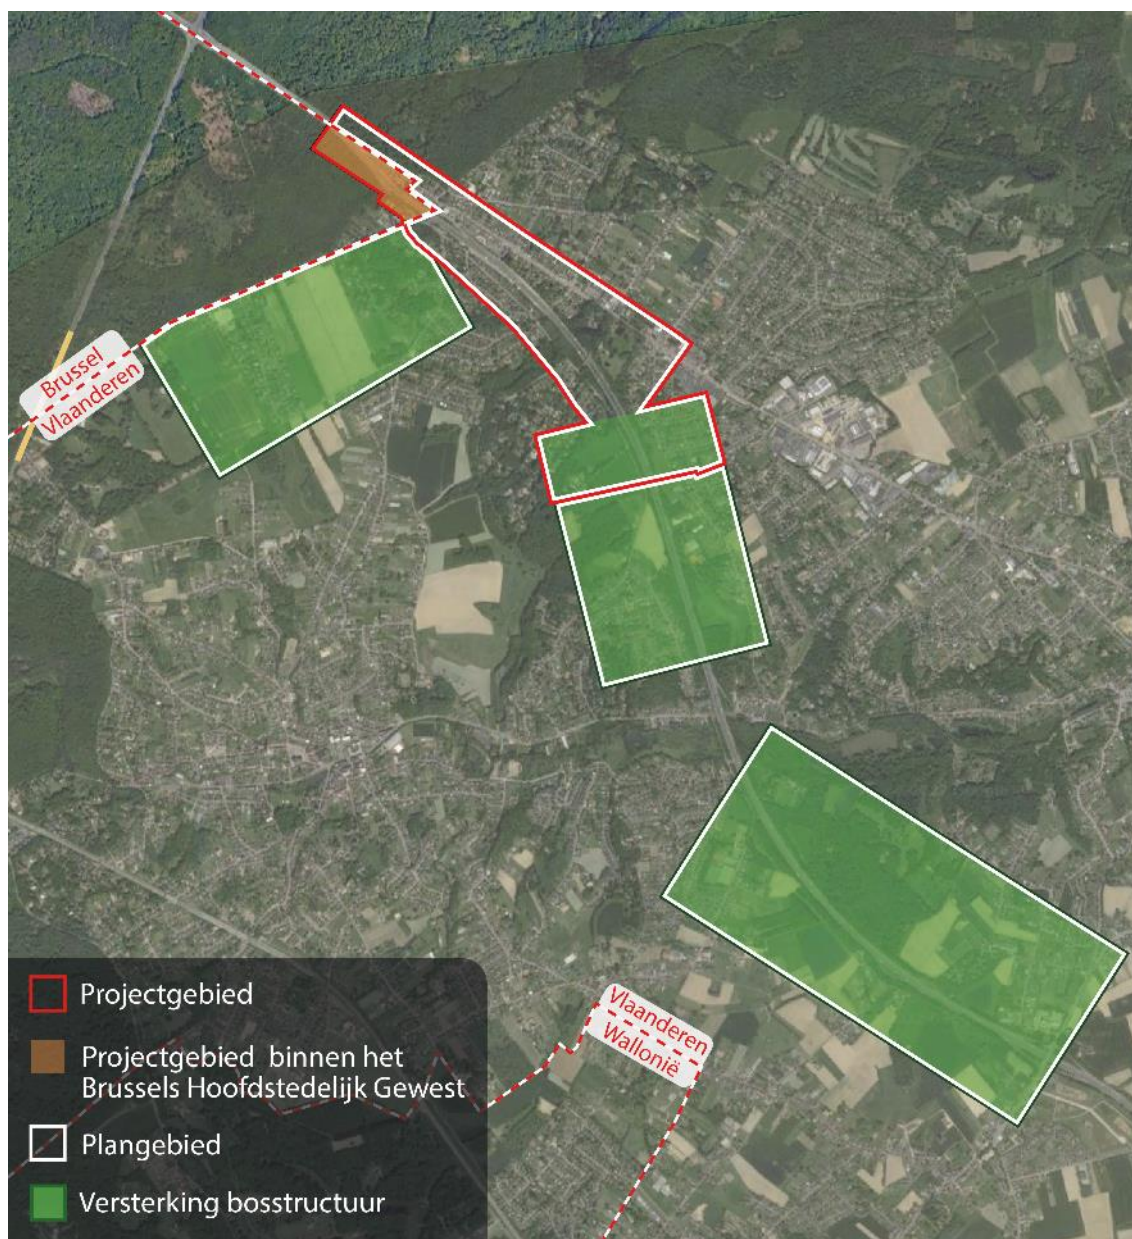 Brussel
Vlaanderen
Vlaanderen
Wallonië
Projectgebied
Projectgebied binnen het
Brussels Hoofdstedelijk Gewest
Plangebied
Versterking bosstructuur